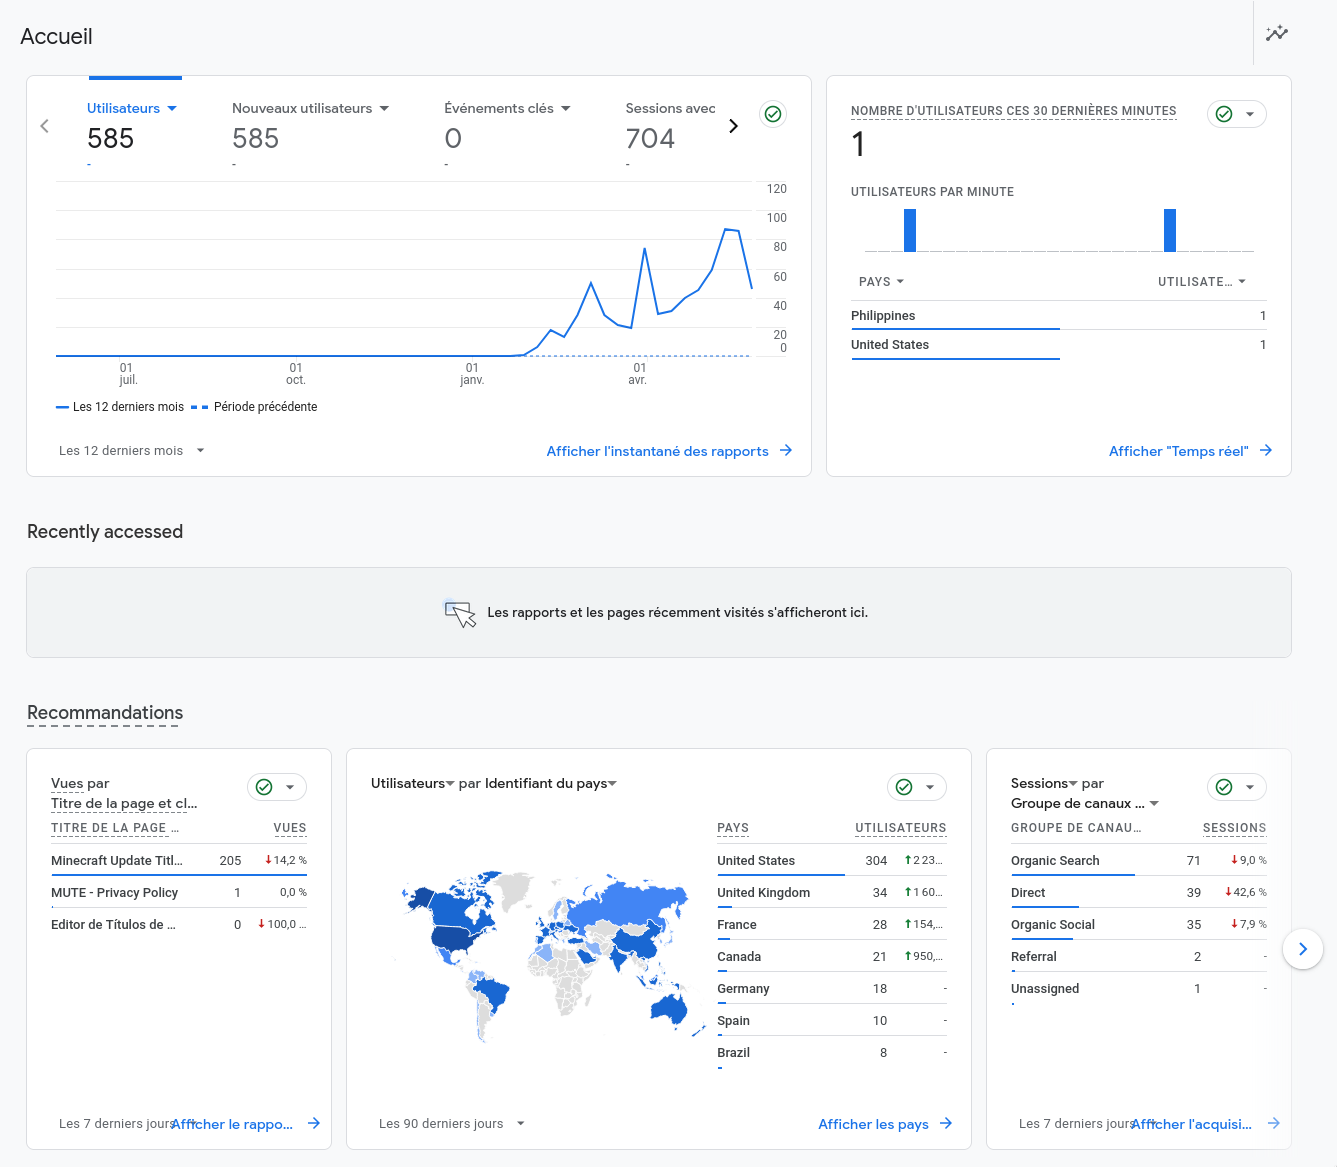 Accueil
Utilisateurs
585
-
Nouveaux utilisateurs
585
-
Événements clés
0
-
Sessions avec
704
-
120
100
80
60
40
20
0
01
juil.
01
oct.
01
janv.
01
avr.
Les 12 derniers mois
Période précédente
Les 12 derniers mois
Afficher l'instantané des rapports
NOMBRE D'UTILISATEURS CES 30 DERNIÈRES MINUTES
1
UTILISATEURS PAR MINUTE
PAYS UTILISATE...
Philippines 1
United States 1
Afficher "Temps réel"
Recently accessed
Les rapports et les pages récemment visités s'afficheront ici.
Recommandations
Vues par
Titre de la page et cl...
TITRE DE LA PAGE ... VUES
Minecraft Update Titl... 205 14,2 %
MUTE - Privacy Policy 1 0,0 %
Editor de Títulos de ... 0 100,0 ...
Les 7 derniers jours
Afficher le rappo...
Utilisateurs par Identifiant du pays
PAYS UTILISATEURS
United States 304 2 23...
United Kingdom 34 1 60...
France 28 154,...
Canada 21 950,...
Germany 18 -
Spain 10 -
Brazil 8 -
Les 90 derniers jours
Afficher les pays
Sessions par
Groupe de canaux ...
GROUPE DE CANAU... SESSIONS
Organic Search 71 9,0 %
Direct 39 42,6 %
Organic Social 35 7,9 %
Referral 2 -
Unassigned 1 -
Les 7 derniers jours
Afficher l'acquisi...